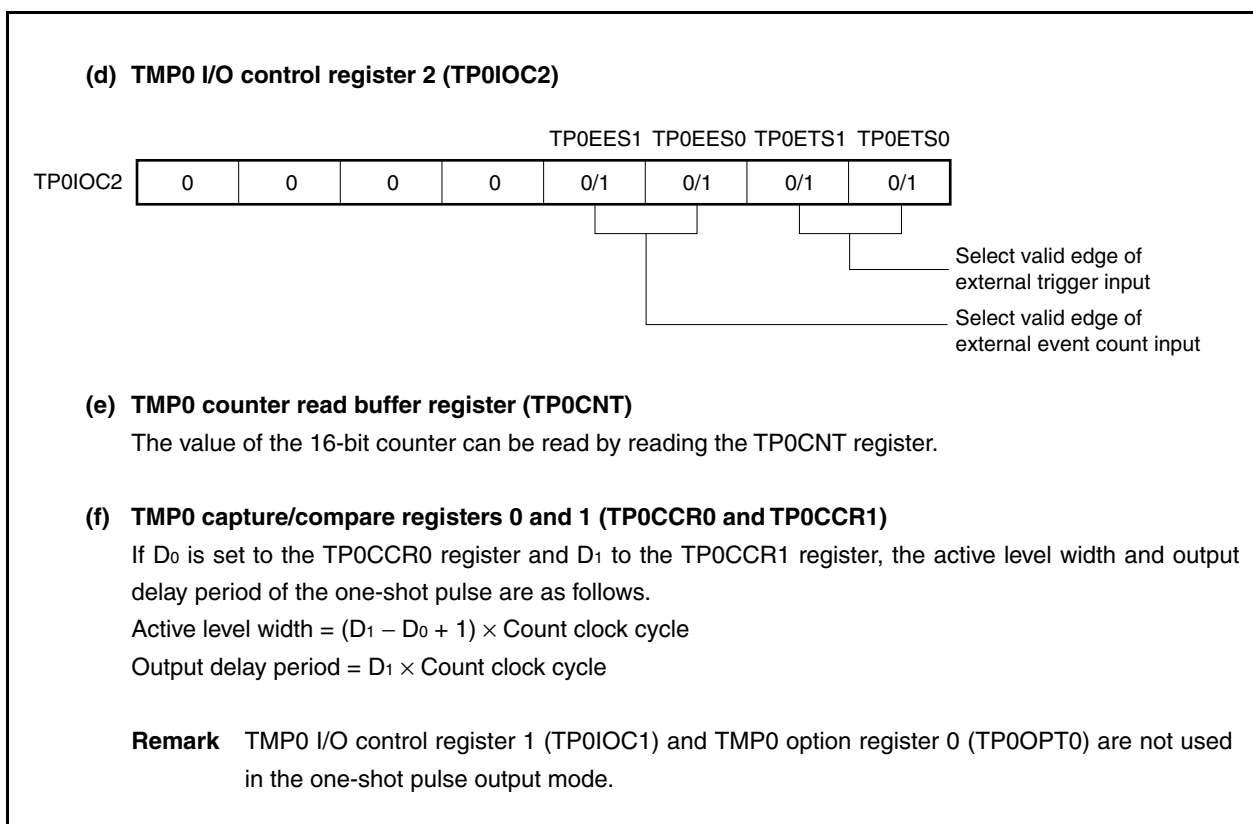 (d) TMP0 I/O control register 2 (TP0IOC2)
TP0EES1 TP0EES0 TP0ETS1 TP0ETS0
TP0IOC2 0 0 0 0 0/1 0/1 0/1 0/1
Select valid edge of
external trigger input
Select valid edge of
external event count input
(e) TMP0 counter read buffer register (TP0CNT)
The value of the 16-bit counter can be read by reading the TP0CNT register.
(f) TMP0 capture/compare registers 0 and 1 (TP0CCR0 and TP0CCR1)
If D₀ is set to the TP0CCR0 register and D₁ to the TP0CCR1 register, the active level width and output
delay period of the one-shot pulse are as follows.
Active level width = (D₁ − D₀ + 1) × Count clock cycle
Output delay period = D₁ × Count clock cycle
Remark TMP0 I/O control register 1 (TP0IOC1) and TMP0 option register 0 (TP0OPT0) are not used
in the one-shot pulse output mode.